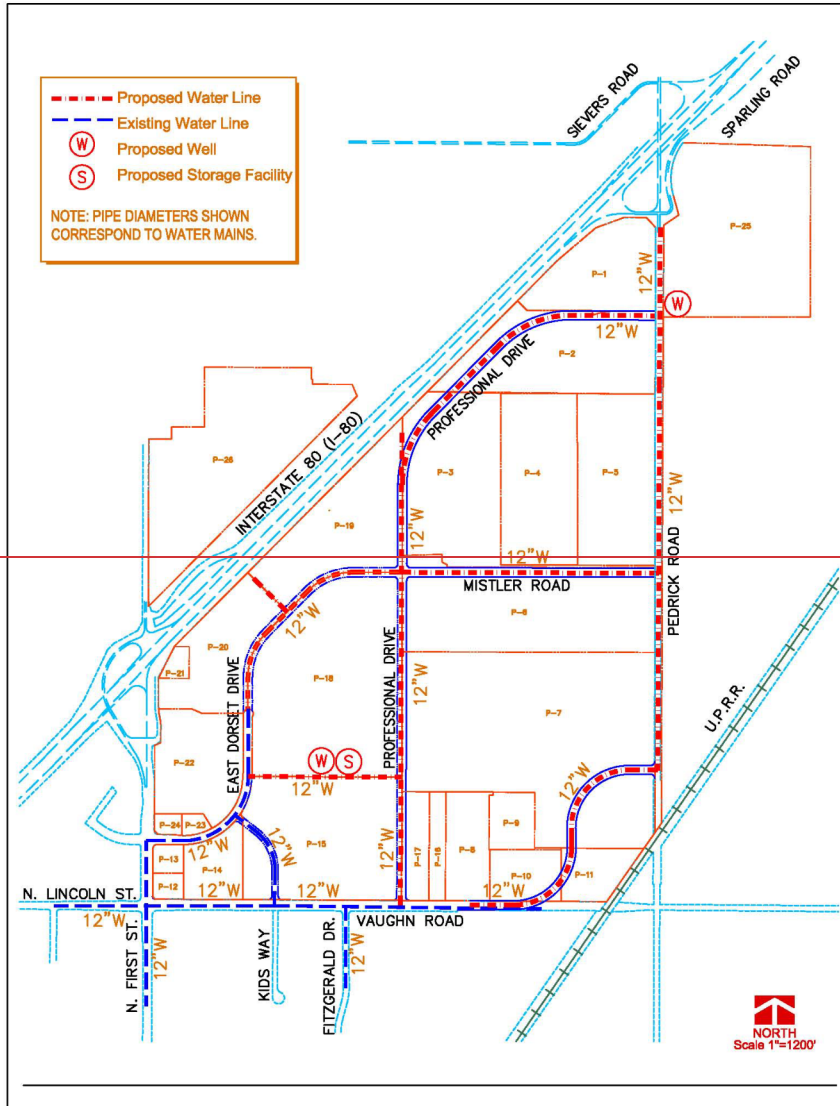 SIEVERS ROAD
SPARLING ROAD
Proposed Water Line
Existing Water Line
W
Proposed Well
S
Proposed Storage Facility
NOTE: PIPE DIAMETERS SHOWN
CORRESPOND TO WATER MAINS.
P-25
P-1
12"W
W
12"W
P-2
PROFESSIONAL DRIVE
P-26
INTERSTATE 80 (I-80)
P-3
P-4
P-5
12"W
P-19
12"W
12"W
PEDRICK ROAD
MISTLER ROAD
12"W
P-6
P-20
P-21
EAST DORSET DRIVE
P-18
PROFESSIONAL DRIVE
12"W
P-7
U.P.R.R.
P-22
W
S
12"W
12"W
P-24
P-23
12"W
12"W
P-15
12"W
P-17
P-16
P-8
P-9
P-13
P-14
P-12
12"W
12"W
P-10
P-11
12"W
N. LINCOLN ST.
12"W
VAUGHN ROAD
N. FIRST ST.
12"W
KIDS WAY
FITZGERALD DR.
12"W
NORTH
Scale 1"=1200'